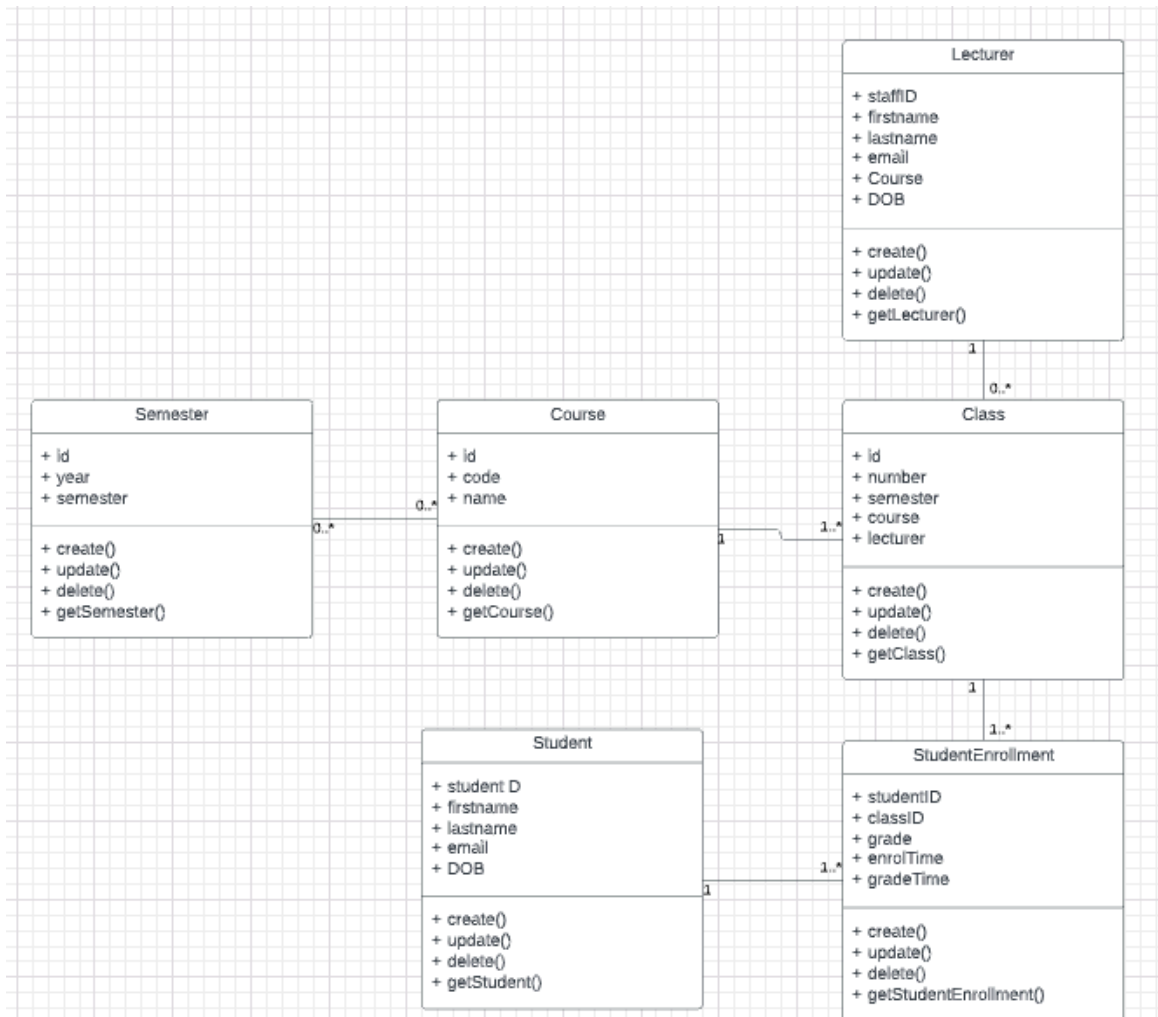 Lecturer
+ staffID
+ firstname
+ lastname
+ email
+ Course
+ DOB
+ create()
+ update()
+ delete()
+ getLecturer()
1
0..*
Semester
+ id
+ year
+ semester
+ create()
+ update()
+ delete()
+ getSemester()
0..*
0..*
Course
+ id
+ code
+ name
+ create()
+ update()
+ delete()
+ getCourse()
1
1..*
Class
+ id
+ number
+ semester
+ course
+ lecturer
+ create()
+ update()
+ delete()
+ getClass()
1
1..*
Student
+ student D
+ firstname
+ lastname
+ email
+ DOB
+ create()
+ update()
+ delete()
+ getStudent()
1
1..*
StudentEnrollment
+ studentID
+ classID
+ grade
+ enrolTime
+ gradeTime
+ create()
+ update()
+ delete()
+ getStudentEnrollment()